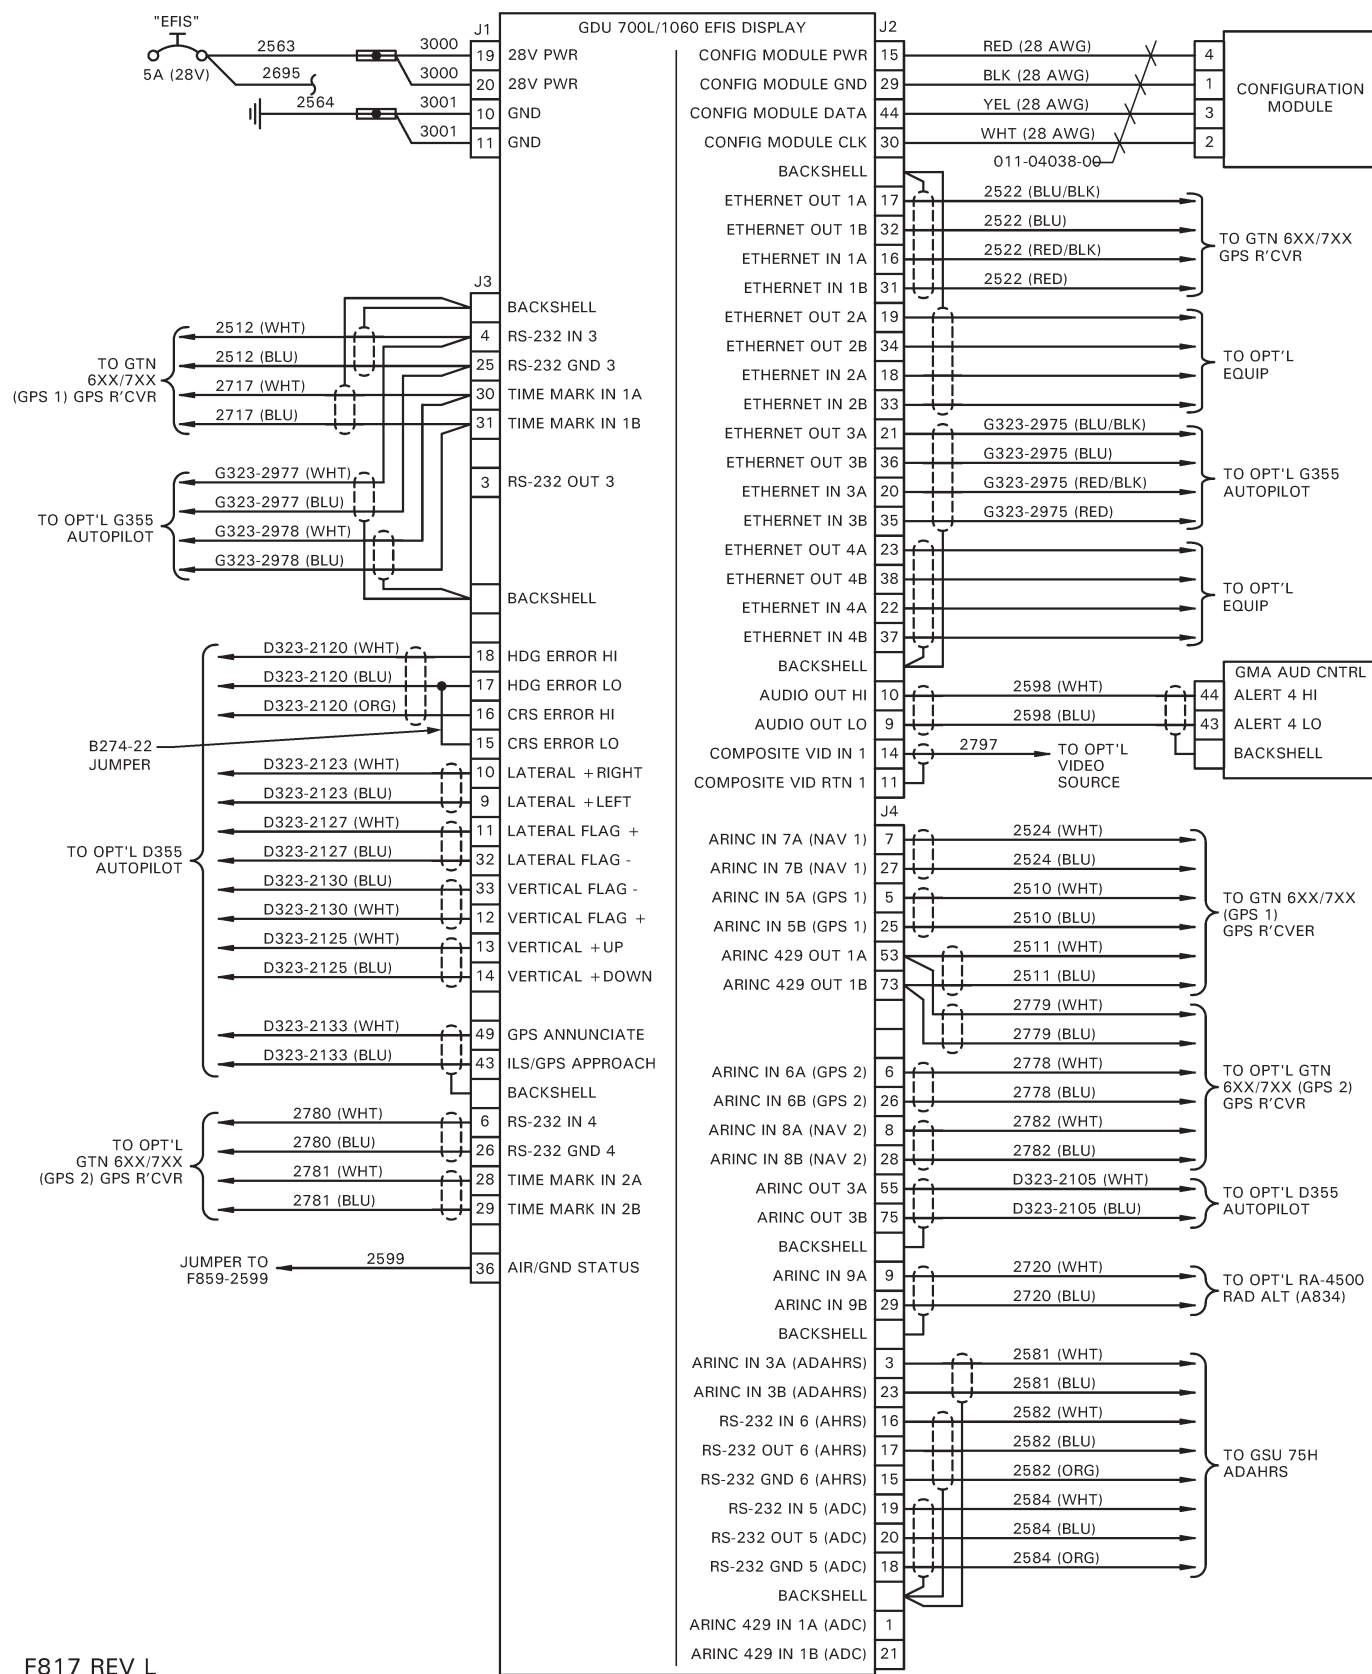 "EFIS"
5A (28V)
2563
2695
2564
3000
3000
3001
3001
J1
GDU 700L/1060 EFIS DISPLAY
19 28V PWR
20 28V PWR
10 GND
11 GND
J3
BACKSHELL
2512 (WHT) 4 RS-232 IN 3
2512 (BLU) 25 RS-232 GND 3
2717 (WHT) 30 TIME MARK IN 1A
2717 (BLU) 31 TIME MARK IN 1B
TO GTN
6XX/7XX
(GPS 1) GPS R'CVR
G323-2977 (WHT) 3 RS-232 OUT 3
G323-2977 (BLU)
G323-2978 (WHT)
G323-2978 (BLU)
TO OPT'L G355
AUTOPILOT
BACKSHELL
D323-2120 (WHT) 18 HDG ERROR HI
D323-2120 (BLU) 17 HDG ERROR LO
D323-2120 (ORG) 16 CRS ERROR HI
15 CRS ERROR LO
B274-22
JUMPER
D323-2123 (WHT) 10 LATERAL +RIGHT
D323-2123 (BLU) 9 LATERAL +LEFT
D323-2127 (WHT) 11 LATERAL FLAG +
D323-2127 (BLU) 32 LATERAL FLAG -
D323-2130 (BLU) 33 VERTICAL FLAG -
D323-2130 (WHT) 12 VERTICAL FLAG +
D323-2125 (WHT) 13 VERTICAL +UP
D323-2125 (BLU) 14 VERTICAL +DOWN
TO OPT'L D355
AUTOPILOT
D323-2133 (WHT) 49 GPS ANNUNCIATE
D323-2133 (BLU) 43 ILS/GPS APPROACH
BACKSHELL
2780 (WHT) 6 RS-232 IN 4
2780 (BLU) 26 RS-232 GND 4
2781 (WHT) 28 TIME MARK IN 2A
2781 (BLU) 29 TIME MARK IN 2B
TO OPT'L
GTN 6XX/7XX
(GPS 2) GPS R'CVR
JUMPER TO
F859-2599
2599 36 AIR/GND STATUS
J2
CONFIG MODULE PWR 15 RED (28 AWG) 4
CONFIG MODULE GND 29 BLK (28 AWG) 1
CONFIG MODULE DATA 44 YEL (28 AWG) 3
CONFIG MODULE CLK 30 WHT (28 AWG) 2
CONFIGURATION
MODULE
011-04038-00
BACKSHELL
ETHERNET OUT 1A 17 2522 (BLU/BLK)
ETHERNET OUT 1B 32 2522 (BLU)
ETHERNET IN 1A 16 2522 (RED/BLK)
ETHERNET IN 1B 31 2522 (RED)
TO GTN 6XX/7XX
GPS R'CVR
ETHERNET OUT 2A 19
ETHERNET OUT 2B 34
ETHERNET IN 2A 18
ETHERNET IN 2B 33
TO OPT'L
EQUIP
ETHERNET OUT 3A 21 G323-2975 (BLU/BLK)
ETHERNET OUT 3B 36 G323-2975 (BLU)
ETHERNET IN 3A 20 G323-2975 (RED/BLK)
ETHERNET IN 3B 35 G323-2975 (RED)
TO OPT'L G355
AUTOPILOT
ETHERNET OUT 4A 23
ETHERNET OUT 4B 38
ETHERNET IN 4A 22
ETHERNET IN 4B 37
TO OPT'L
EQUIP
BACKSHELL
GMA AUD CNTRL
AUDIO OUT HI 10 2598 (WHT) 44 ALERT 4 HI
AUDIO OUT LO 9 2598 (BLU) 43 ALERT 4 LO
BACKSHELL
COMPOSITE VID IN 1 14 2797
COMPOSITE VID RTN 1 11
TO OPT'L
VIDEO
SOURCE
J4
ARINC IN 7A (NAV 1) 7 2524 (WHT)
ARINC IN 7B (NAV 1) 27 2524 (BLU)
ARINC IN 5A (GPS 1) 5 2510 (WHT)
ARINC IN 5B (GPS 1) 25 2510 (BLU)
ARINC 429 OUT 1A 53 2511 (WHT)
ARINC 429 OUT 1B 73 2511 (BLU)
TO GTN 6XX/7XX
(GPS 1)
GPS R'CVER
2779 (WHT)
2779 (BLU)
ARINC IN 6A (GPS 2) 6 2778 (WHT)
ARINC IN 6B (GPS 2) 26 2778 (BLU)
ARINC IN 8A (NAV 2) 8 2782 (WHT)
ARINC IN 8B (NAV 2) 28 2782 (BLU)
TO OPT'L GTN
6XX/7XX (GPS 2)
GPS R'CVR
ARINC OUT 3A 55 D323-2105 (WHT)
ARINC OUT 3B 75 D323-2105 (BLU)
TO OPT'L D355
AUTOPILOT
BACKSHELL
ARINC IN 9A 9 2720 (WHT)
ARINC IN 9B 29 2720 (BLU)
TO OPT'L RA-4500
RAD ALT (A834)
BACKSHELL
ARINC IN 3A (ADAHRS) 3 2581 (WHT)
ARINC IN 3B (ADAHRS) 23 2581 (BLU)
RS-232 IN 6 (AHRS) 16 2582 (WHT)
RS-232 OUT 6 (AHRS) 17 2582 (BLU)
RS-232 GND 6 (AHRS) 15 2582 (ORG)
RS-232 IN 5 (ADC) 19 2584 (WHT)
RS-232 OUT 5 (ADC) 20 2584 (BLU)
RS-232 GND 5 (ADC) 18 2584 (ORG)
TO GSU 75H
ADAHRS
BACKSHELL
ARINC 429 IN 1A (ADC) 1
ARINC 429 IN 1B (ADC) 21
F817 REV L